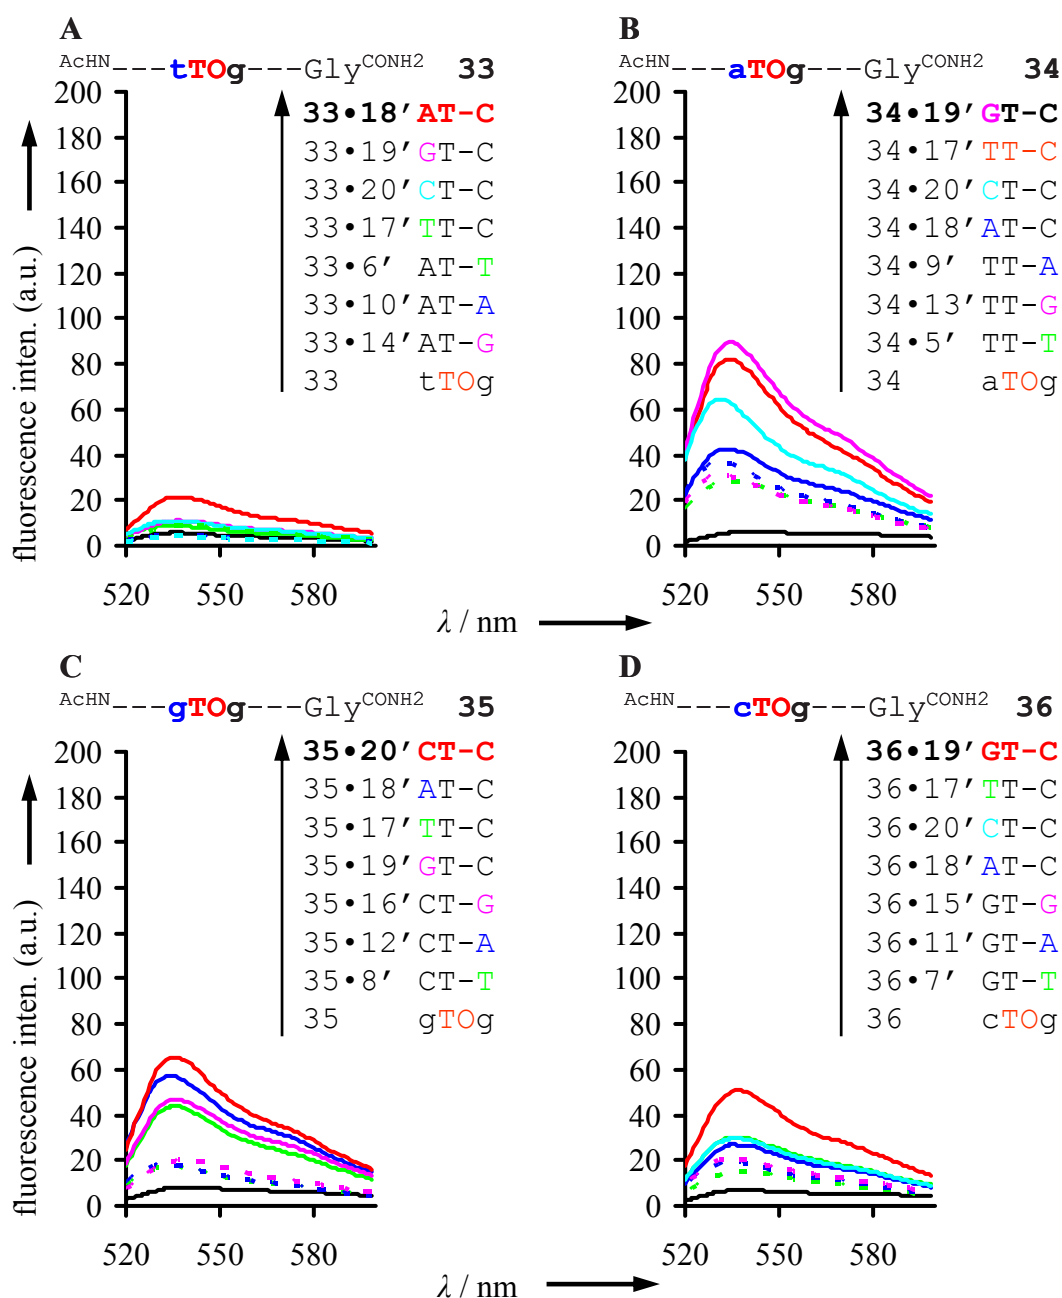 A
AcHN---tTOg---GlyCONH2 33
200
180
160
140
120
100
80
60
40
20
0
fluorescence inten. (a.u.)
33•18′ AT-C
33•19′ GT-C
33•20′ CT-C
33•17′ TT-C
33•6′ AT-T
33•10′ AT-A
33•14′ AT-G
33 tTOg
520 550 580
B
AcHN---aTOg---GlyCONH2 34
200
180
160
140
120
100
80
60
40
20
0
34•19′ GT-C
34•17′ TT-C
34•20′ CT-C
34•18′ AT-C
34•9′ TT-A
34•13′ TT-G
34•5′ TT-T
34 aTOg
520 550 580
λ / nm
C
AcHN---gTOg---GlyCONH2 35
200
180
160
140
120
100
80
60
40
20
0
fluorescence inten. (a.u.)
35•20′ CT-C
35•18′ AT-C
35•17′ TT-C
35•19′ GT-C
35•16′ CT-G
35•12′ CT-A
35•8′ CT-T
35 gTOg
520 550 580
D
AcHN---cTOg---GlyCONH2 36
200
180
160
140
120
100
80
60
40
20
0
36•19′ GT-C
36•17′ TT-C
36•20′ CT-C
36•18′ AT-C
36•15′ GT-G
36•11′ GT-A
36•7′ GT-T
36 cTOg
520 550 580
λ / nm